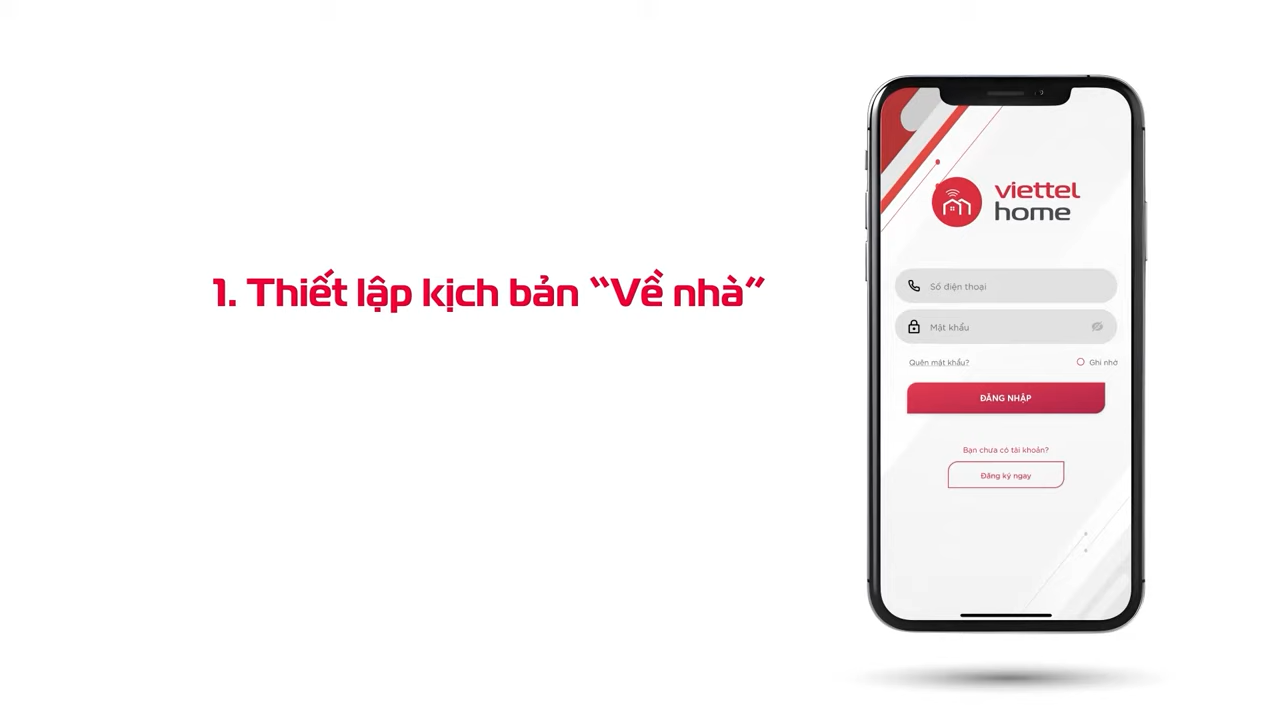 1. Thiết lập kịch bản “Về nhà”
viettel
home
Số điện thoại
Mật khẩu
Quên mật khẩu?
Ghi nhớ
ĐĂNG NHẬP
Bạn chưa có tài khoản?
Đăng ký ngay